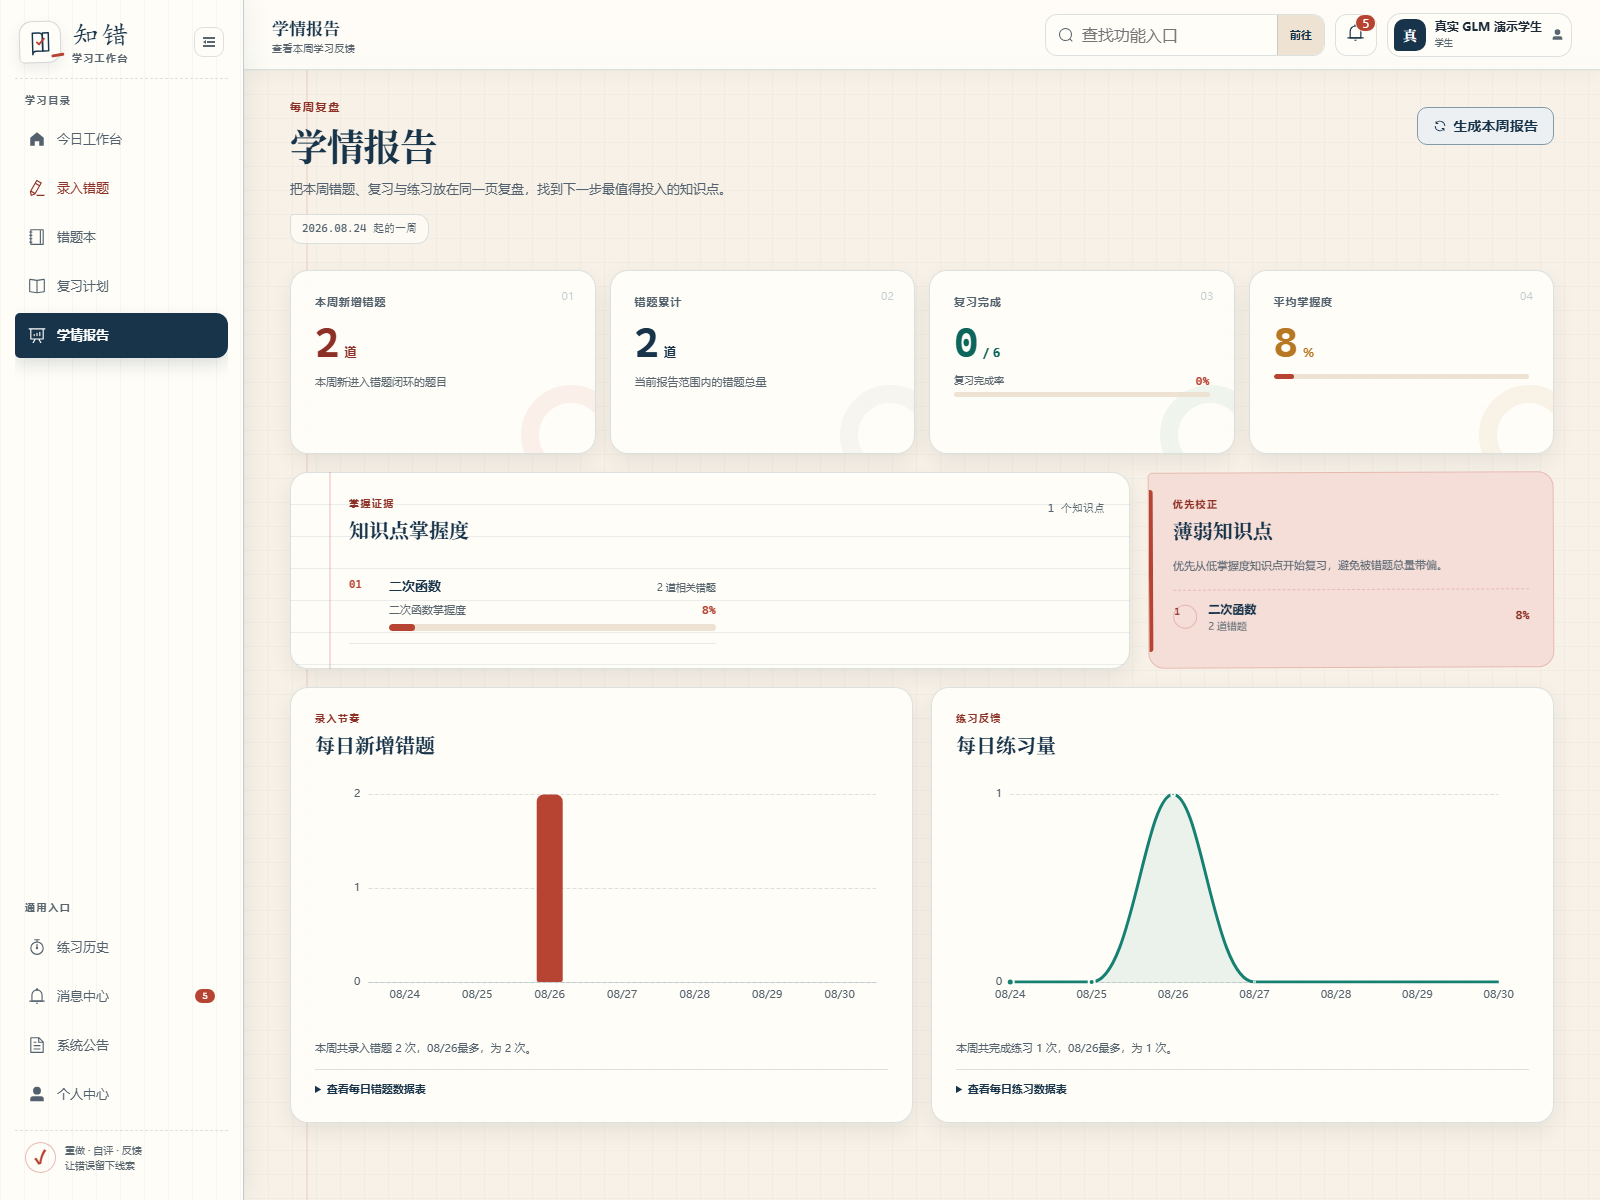 知错
学习工作台
学习目录
今日工作台
录入错题
错题本
复习计划
学情报告
通用入口
练习历史
消息中心
5
系统公告
个人中心
重做 · 自评 · 反馈
让错误留下线索
学情报告
查看本周学习反馈
查找功能入口
前往
5
真
真实 GLM 演示学生
学生
每周复盘
学情报告
把本周错题、复习与练习放在同一页复盘，找到下一步最值得投入的知识点。
2026.08.24 起的一周
生成本周报告
本周新增错题
01
2 道
本周新进入错题闭环的题目
错题累计
02
2 道
当前报告范围内的错题总量
复习完成
03
0 / 6
复习完成率
0%
平均掌握度
04
8 %
掌握证据
知识点掌握度
1 个知识点
01
二次函数
2 道相关错题
二次函数掌握度
8%
优先校正
薄弱知识点
优先从低掌握度知识点开始复习，避免被错题总量带偏。
1
二次函数
2 道错题
8%
录入节奏
每日新增错题
2
1
0
08/24
08/25
08/26
08/27
08/28
08/29
08/30
本周共录入错题 2 次，08/26最多，为 2 次。
查看每日错题数据表
练习反馈
每日练习量
1
0
08/24
08/25
08/26
08/27
08/28
08/29
08/30
本周共完成练习 1 次，08/26最多，为 1 次。
查看每日练习数据表